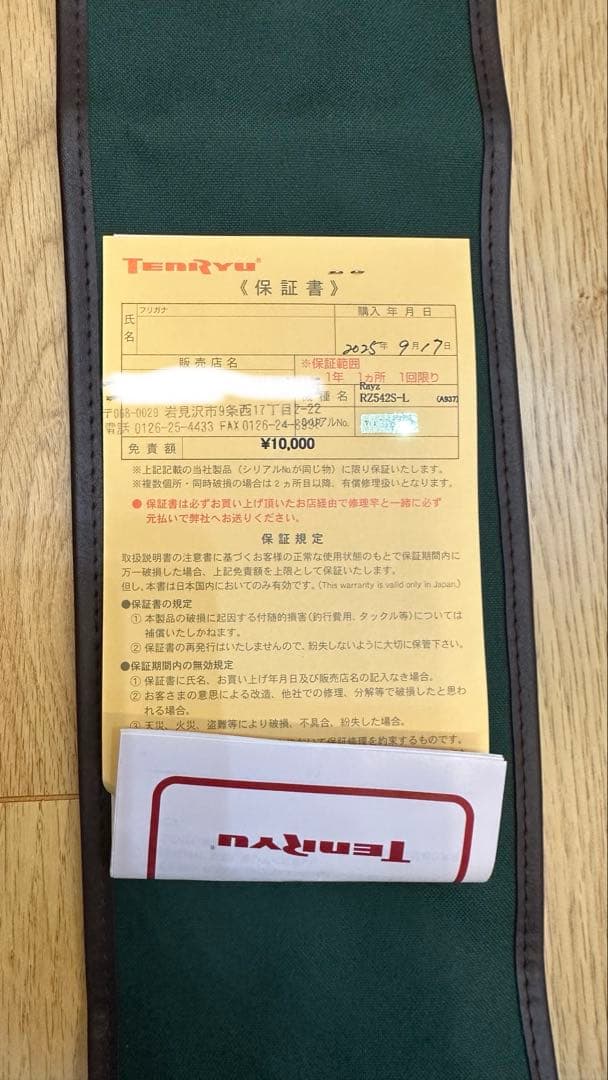 TENRYU®
《保証書》
フリガナ
氏名
購入年月日
2025年 9月17日
販売店名
※保証範囲
1年 1ヵ所 1回限り
機種名 Rayz RZ542S-L (A937)
〒068-0029 岩見沢市9条西17丁目2-22
電話 0126-25-4433 FAX 0126-24-
シリアルNo.
免責額 ¥10,000
※上記記載の当社製品(シリアルNo.が同じ物)に限り保証いたします。
※複数個所・同時破損の場合は2ヵ所目以降、有償修理扱いとなります。
●保証書は必ずお買い上げ頂いたお店経由で修理竿と一緒に必ず
元払いで弊社へお送りください。
保証規定
取扱説明書の注意書に基づくお客様の正常な使用状態のもとで保証期間内に
万一破損した場合、上記免責額を上限として保証いたします。
但し、本書は日本国内においてのみ有効です。(This warranty is valid only in Japan.)
●保証書の規定
①本製品の破損に起因する付随的損害(釣行費用、タックル等)については
補償いたしかねます。
②保証書の再発行はいたしませんので、紛失しないように大切に保管下さい。
●保証期間内の無効規定
①保証書に氏名、お買い上げ年月日及び販売店名の記入なき場合。
②お客さまの意思による改造、他社での修理、分解等で破損したと思わ
れる場合。
③天災、火災、盗難等により破損、不具合、紛失した場合。
おいて保証修理を約束するものです。
TENRYU®